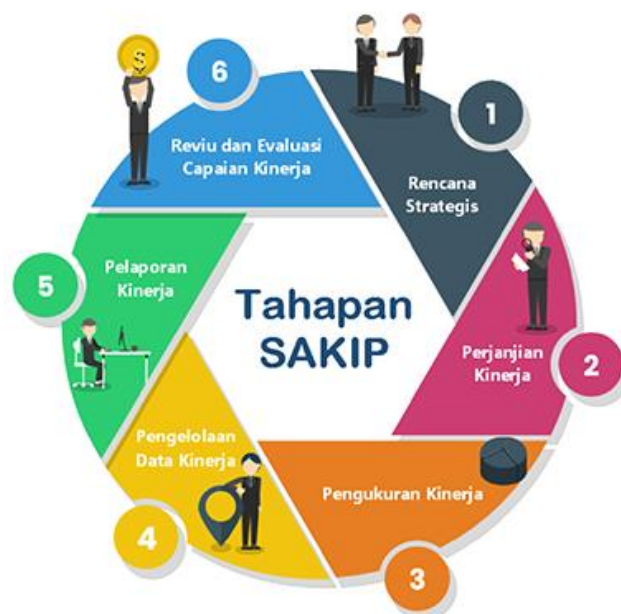 Tahapan
SAKIP
1
Rencana
Strategis
2
Perjanjian
Kinerja
3
Pengukuran Kinerja
4
Pengelolaan
Data Kinerja
5
Pelaporan
Kinerja
6
Reviu dan Evaluasi
Capaian Kinerja
$